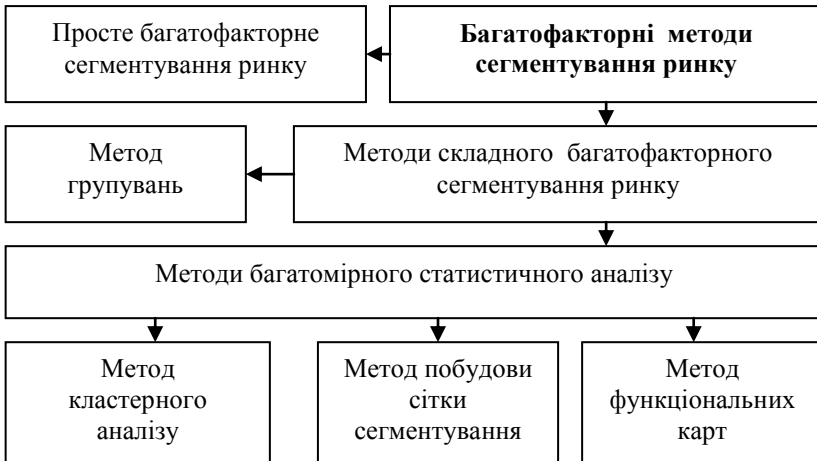 Просте багатофакторне
сегментування ринку
Багатофакторні методи
сегментування ринку
Метод
групувань
Методи складного багатофакторного
сегментування ринку
Методи багатомірного статистичного аналізу
Метод
кластерного
аналізу
Метод побудови
сітки
сегментування
Метод
функціональних
карт